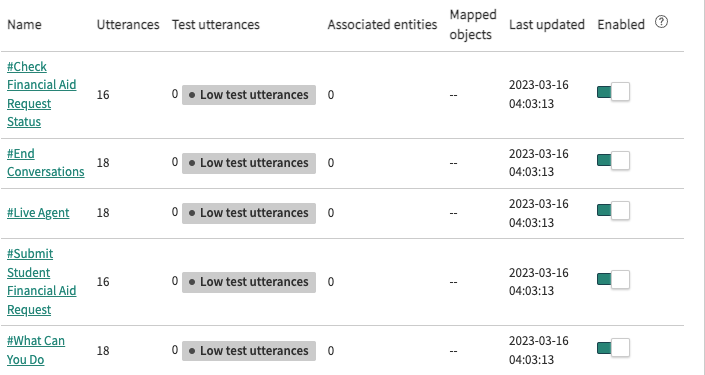 Name Utterances Test utterances Associated entities Mapped objects Last updated Enabled ?
#Check Financial Aid Request Status 16 0 ● Low test utterances 0 -- 2023-03-16 04:03:13
#End Conversations 18 0 ● Low test utterances 0 -- 2023-03-16 04:03:13
#Live Agent 18 0 ● Low test utterances 0 -- 2023-03-16 04:03:13
#Submit Student Financial Aid Request 16 0 ● Low test utterances 0 -- 2023-03-16 04:03:13
#What Can You Do 18 0 ● Low test utterances 0 -- 2023-03-16 04:03:13